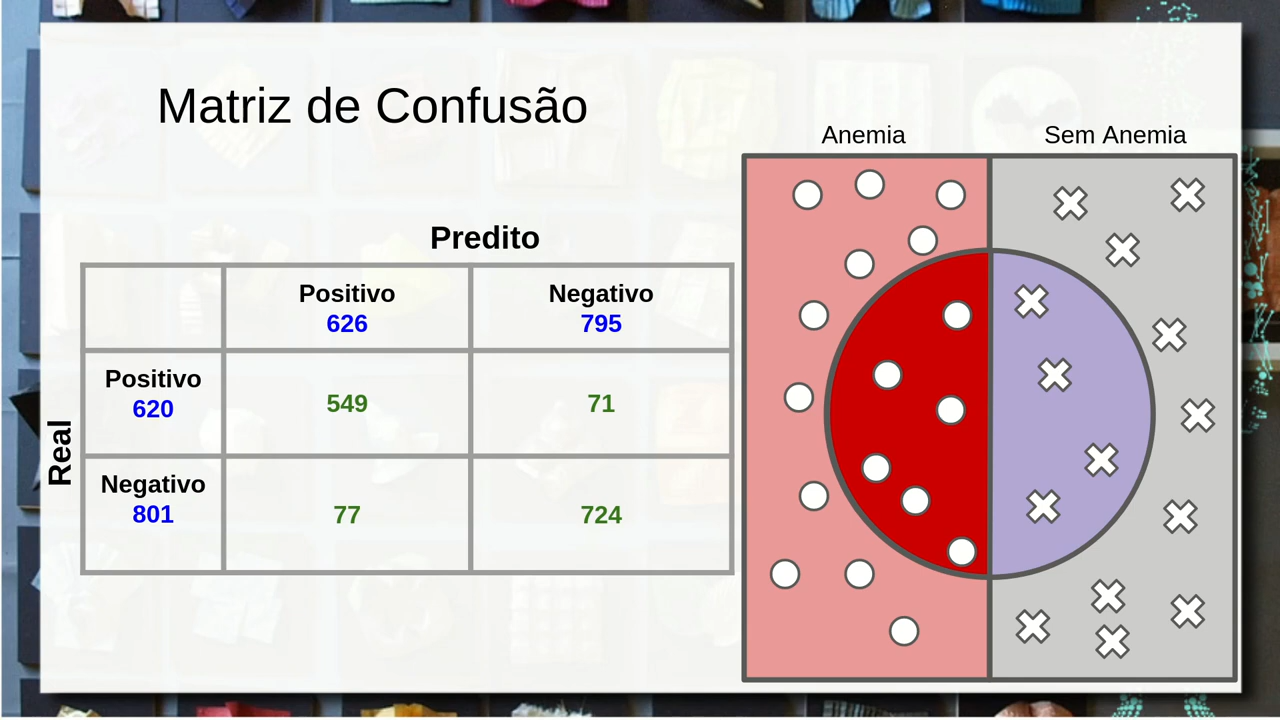 Matriz de Confusão
Anemia
Sem Anemia
Predito
Positivo
626
Negativo
795
Real
Positivo
620
549
71
Negativo
801
77
724